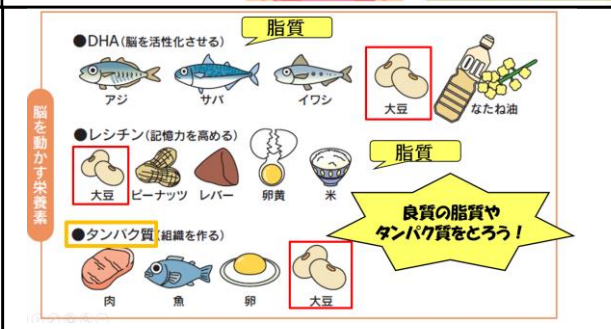 脂質
●DHA(脳を活性化させる)
アジ
サバ
イワシ
大豆
なたね油
脳を動かす栄養素
●レシチン(記憶力を高める)
脂質
大豆
ピーナッツ
レバー
卵黄
米
良質の脂質や
タンパク質をとろう!
●タンパク質(組織を作る)
肉
魚
卵
大豆